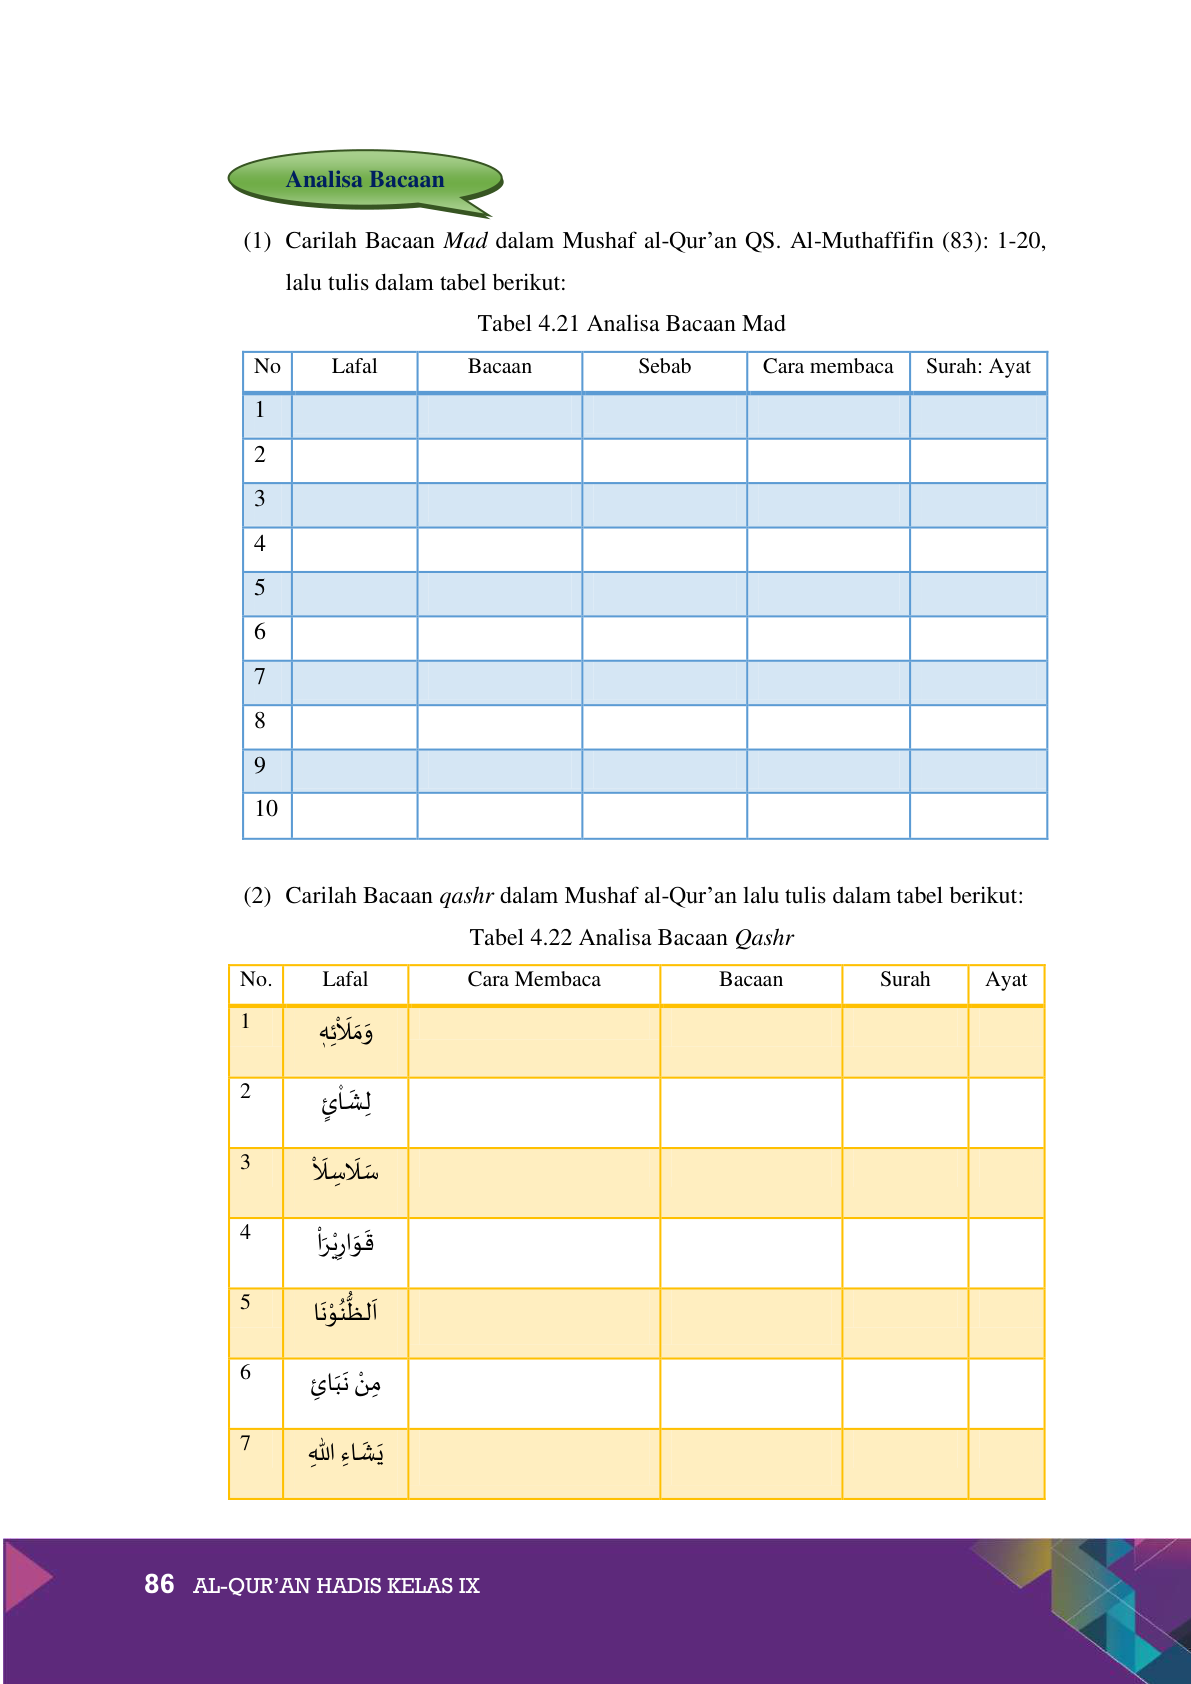 Analisa Bacaan
(1) Carilah Bacaan Mad dalam Mushaf al-Qur’an QS. Al-Muthaffifin (83): 1-20,
lalu tulis dalam tabel berikut:
Tabel 4.21 Analisa Bacaan Mad
No Lafal Bacaan Sebab Cara membaca Surah: Ayat
1
2
3
4
5
6
7
8
9
10
(2) Carilah Bacaan qashr dalam Mushaf al-Qur’an lalu tulis dalam tabel berikut:
Tabel 4.22 Analisa Bacaan Qashr
No. Lafal Cara Membaca Bacaan Surah Ayat
1 وَمَلَا۟ئِهٖ
2 لِشَا۟ئٍ
3 سَلَاسِلَا۟
4 قَوَارِيْرَا۟
5 اَلظُّنُوْنَا
6 مِنْ نَبَائِ
7 يَشَاءِ اللهِ
86 AL-QUR’AN HADIS KELAS IX